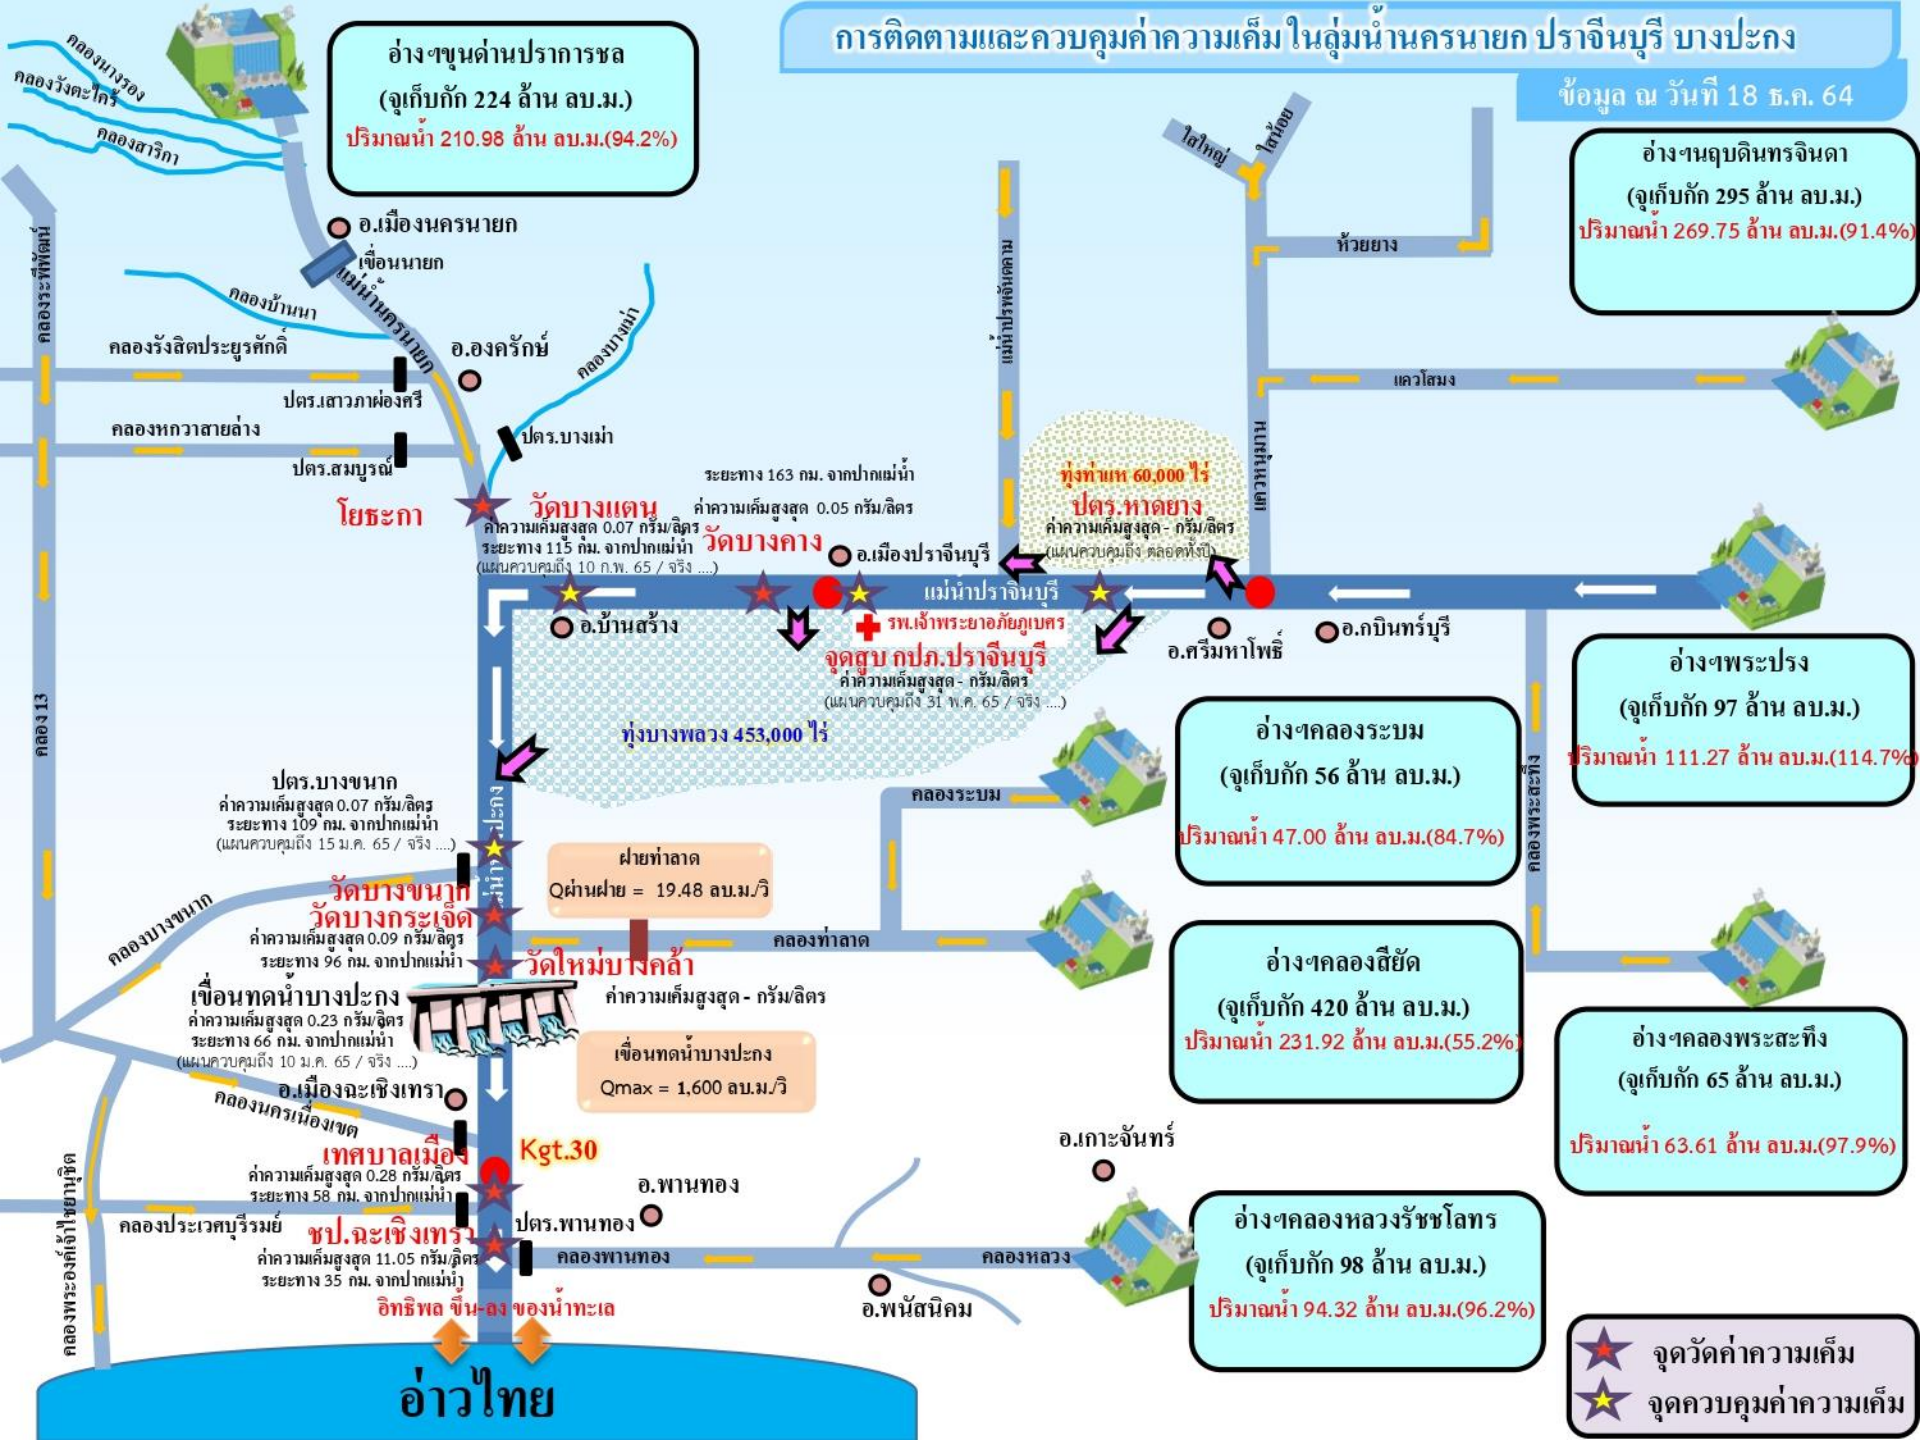 การติดตามและควบคุมค่าความเค็ม ในลุ่มน้ำนครนายก ปราจีนบุรี บางปะกง
ข้อมูล ณ วันที่ 18 ธ.ค. 64
อ่างฯขุนด่านปราการชล
(จุเก็บกัก 224 ล้าน ลบ.ม.)
ปริมาณน้ำ 210.98 ล้าน ลบ.ม.(94.2%)
คลองนางรอง
คลองวังตะไคร้
คลองสาริกา
อ.เมืองนครนายก
เขื่อนนายก
แม่น้ำนครนายก
คลองบ้านนา
คลองระพีพัฒน์
คลองรังสิตประยูรศักดิ์
อ.องครักษ์
คลองบางเม่า
ปตร.เสาวภาผ่องศรี
คลองหกวาสายล่าง
ปตร.สมบูรณ์
ปตร.บางเม่า
โยธะกา
วัดบางแตน
ค่าความเค็มสูงสุด 0.07 กรัม/ลิตร
ระยะทาง 115 กม. จากปากแม่น้ำ
(แผนควบคุมถึง 10 ก.พ. 65 / จริง ....)
ระยะทาง 163 กม. จากปากแม่น้ำ
ค่าความเค็มสูงสุด 0.05 กรัม/ลิตร
วัดบางคาง
อ.เมืองปราจีนบุรี
ใสใหญ่
ใสน้อย
ห้วยยาง
แควโสมง
แควหนุมาน
ทุ่งท่าแห 60,000 ไร่
ปตร.หาดยาง
ค่าความเค็มสูงสุด - กรัม/ลิตร
(แผนควบคุมถึง ตลอดทั้งปี)
อ่างฯนฤบดินทรจินดา
(จุเก็บกัก 295 ล้าน ลบ.ม.)
ปริมาณน้ำ 269.75 ล้าน ลบ.ม.(91.4%)
แม่น้ำปราจีนบุรี
อ.บ้านสร้าง
รพ.เจ้าพระยาอภัยภูเบศร
จุดสูบ กปภ.ปราจีนบุรี
ค่าความเค็มสูงสุด - กรัม/ลิตร
(แผนควบคุมถึง 31 พ.ค. 65 / จริง ....)
อ.ศรีมหาโพธิ์
อ.กบินทร์บุรี
ทุ่งบางพลวง 453,000 ไร่
อ่างฯพระปรง
(จุเก็บกัก 97 ล้าน ลบ.ม.)
ปริมาณน้ำ 111.27 ล้าน ลบ.ม.(114.7%)
คลองพระสะทึง
คลอง 13
อ่างฯคลองระบม
(จุเก็บกัก 56 ล้าน ลบ.ม.)
ปริมาณน้ำ 47.00 ล้าน ลบ.ม.(84.7%)
คลองระบม
ปตร.บางขนาก
ค่าความเค็มสูงสุด 0.07 กรัม/ลิตร
ระยะทาง 109 กม. จากปากแม่น้ำ
(แผนควบคุมถึง 15 ม.ค. 65 / จริง ....)
ฝายท่าลาด
Qผ่านฝาย = 19.48 ลบ.ม./วิ
วัดบางขนาก
วัดบางกระเจ็ด
ค่าความเค็มสูงสุด 0.09 กรัม/ลิตร
ระยะทาง 96 กม. จากปากแม่น้ำ
คลองบางขนาก
คลองท่าลาด
วัดใหม่บางคล้า
ค่าความเค็มสูงสุด - กรัม/ลิตร
อ่างฯคลองสียัด
(จุเก็บกัก 420 ล้าน ลบ.ม.)
ปริมาณน้ำ 231.92 ล้าน ลบ.ม.(55.2%)
เขื่อนทดน้ำบางปะกง
ค่าความเค็มสูงสุด 0.23 กรัม/ลิตร
ระยะทาง 66 กม. จากปากแม่น้ำ
(แผนควบคุมถึง 10 ม.ค. 65 / จริง ....)
เขื่อนทดน้ำบางปะกง
Qmax = 1,600 ลบ.ม./วิ
อ่างฯคลองพระสะทึง
(จุเก็บกัก 65 ล้าน ลบ.ม.)
ปริมาณน้ำ 63.61 ล้าน ลบ.ม.(97.9%)
อ.เมืองฉะเชิงเทรา
คลองนครเนื่องเขต
เทศบาลเมือง
ค่าความเค็มสูงสุด 0.28 กรัม/ลิตร
ระยะทาง 58 กม. จากปากแม่น้ำ
Kgt.30
อ.เกาะจันทร์
อ.พานทอง
คลองพระองค์เจ้าไชยานุชิต
คลองประเวศบุรีรมย์
ชป.ฉะเชิงเทรา
ค่าความเค็มสูงสุด 11.05 กรัม/ลิตร
ระยะทาง 35 กม. จากปากแม่น้ำ
ปตร.พานทอง
คลองพานทอง
คลองหลวง
อ.พนัสนิคม
อ่างฯคลองหลวงรัชชโลทร
(จุเก็บกัก 98 ล้าน ลบ.ม.)
ปริมาณน้ำ 94.32 ล้าน ลบ.ม.(96.2%)
อิทธิพล ขึ้น-ลง ของน้ำทะเล
อ่าวไทย
จุดวัดค่าความเค็ม
จุดควบคุมค่าความเค็ม